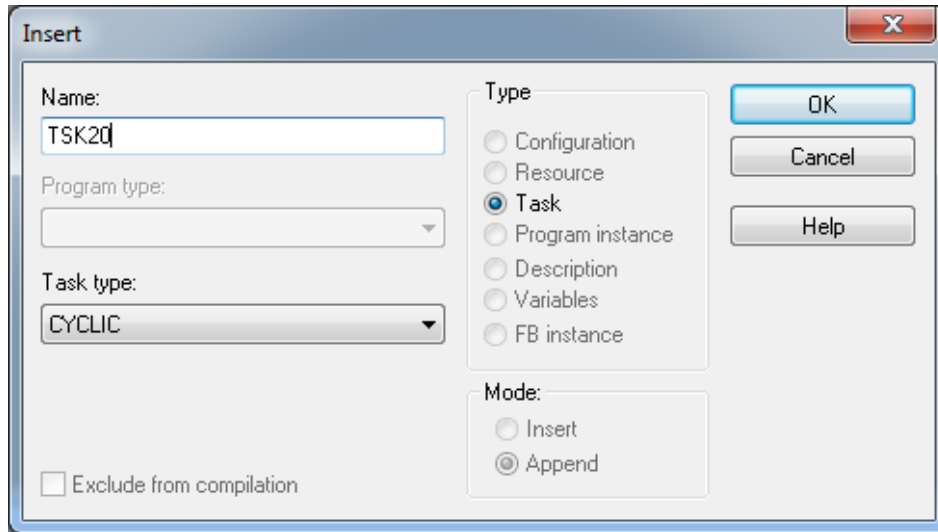 Insert
Name:
TSK20
Program type:
Task type:
CYCLIC
Exclude from compilation
Type
Configuration
Resource
Task
Program instance
Description
Variables
FB instance
Mode:
Insert
Append
OK
Cancel
Help